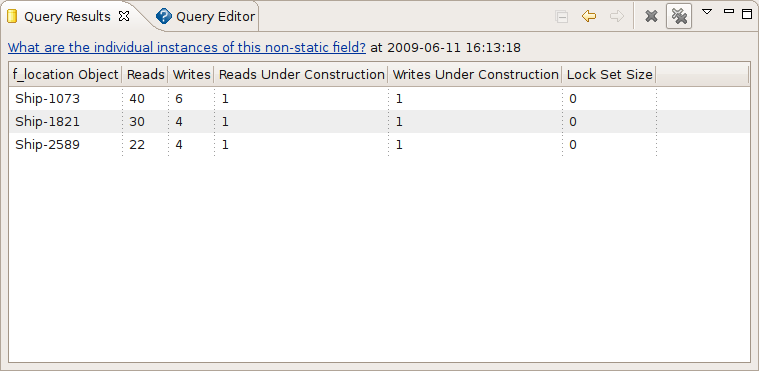 Query Results Query Editor
What are the individual instances of this non-static field? at 2009-06-11 16:13:18
f_location Object Reads Writes Reads Under Construction Writes Under Construction Lock Set Size
Ship-1073 40 6 1 1 0
Ship-1821 30 4 1 1 0
Ship-2589 22 4 1 1 0